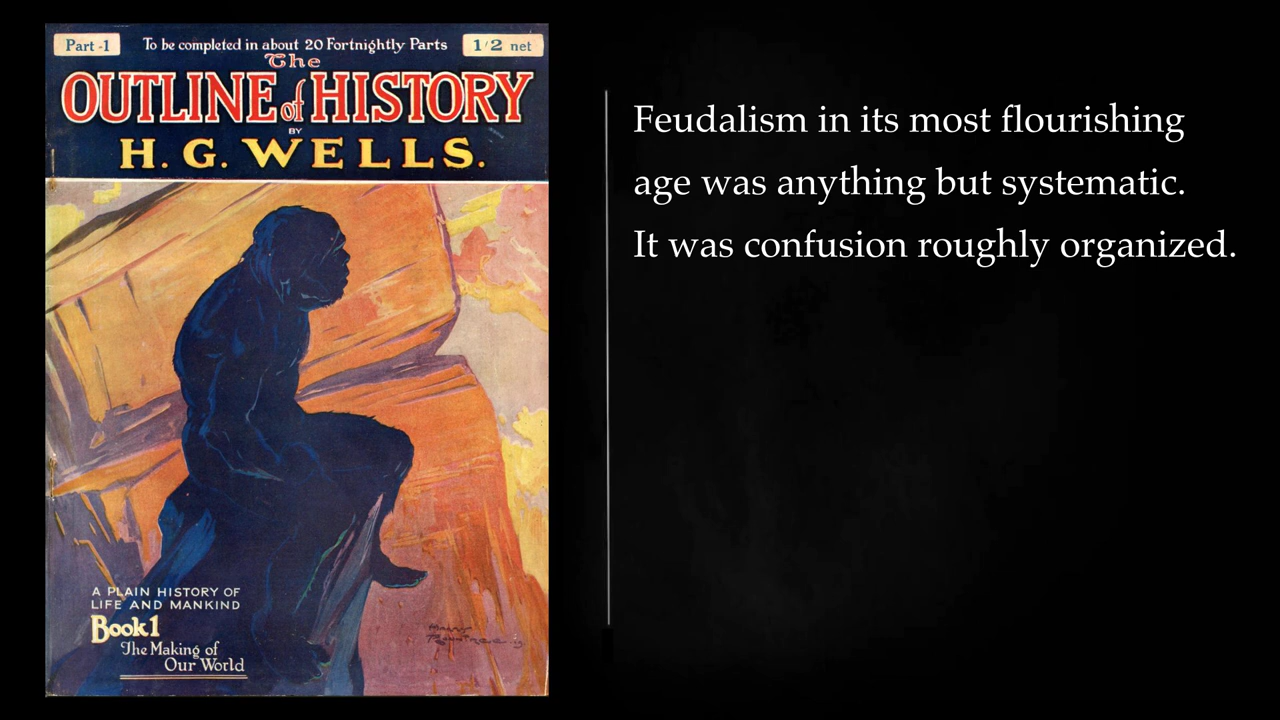 Part -1
To be completed in about 20 Fortnightly Parts
1/2 net
The
OUTLINE of HISTORY
BY
H. G. WELLS.
A PLAIN HISTORY OF
LIFE AND MANKIND
Book 1
The Making of
Our World
Feudalism in its most flourishing
age was anything but systematic.
It was confusion roughly organized.